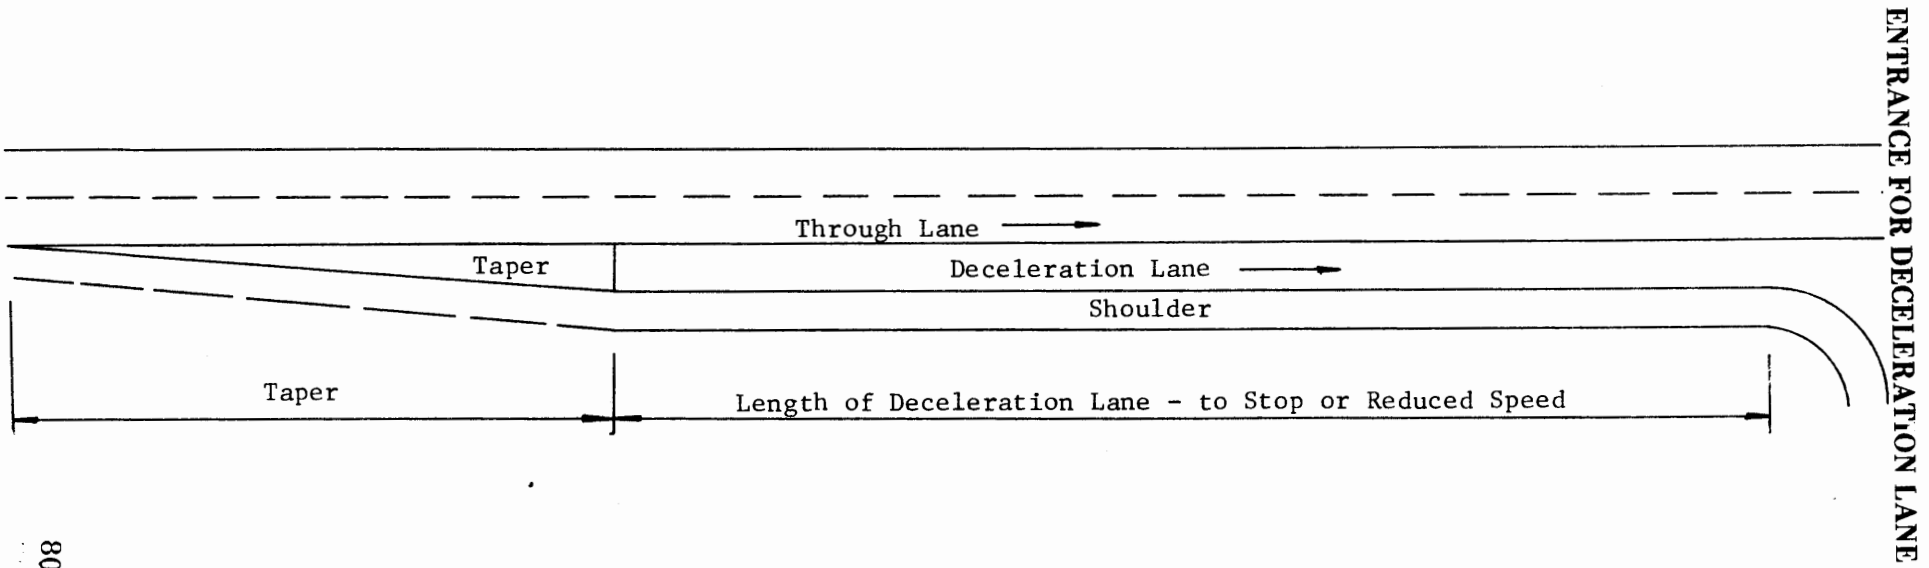 ENTRANCE FOR DECELERATION LANE
Through Lane
Taper
Deceleration Lane
Shoulder
Taper
Length of Deceleration Lane - to Stop or Reduced Speed
80